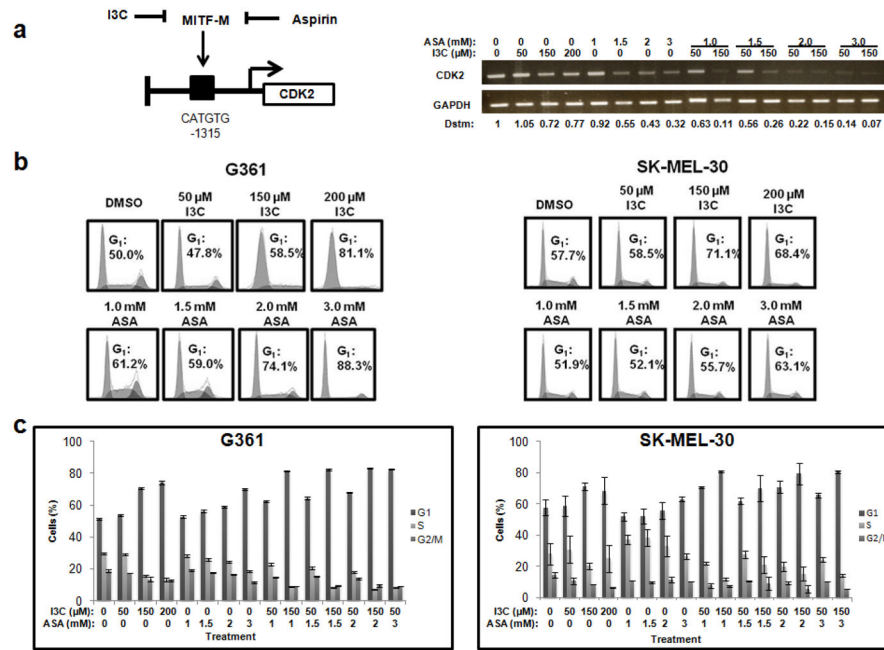 a
I3C MITF-M Aspirin
CDK2
CATGTG
-1315
ASA (mM): 0 0 0 0 1 1.5 2 3 1.0 1.5 2.0 3.0
I3C (µM): 0 50 150 200 0 0 0 0 50 150 50 150 50 150 50 150
CDK2
GAPDH
Dstm: 1 1.05 0.72 0.77 0.92 0.55 0.43 0.32 0.63 0.11 0.56 0.26 0.22 0.15 0.14 0.07
b
G361
DMSO 50 µM I3C 150 µM I3C 200 µM I3C
G1: 50.0% G1: 47.8% G1: 58.5% G1: 81.1%
1.0 mM ASA 1.5 mM ASA 2.0 mM ASA 3.0 mM ASA
G1: 61.2% G1: 59.0% G1: 74.1% G1: 88.3%
SK-MEL-30
DMSO 50 µM I3C 150 µM I3C 200 µM I3C
G1: 57.7% G1: 58.5% G1: 71.1% G1: 68.4%
1.0 mM ASA 1.5 mM ASA 2.0 mM ASA 3.0 mM ASA
G1: 51.9% G1: 52.1% G1: 55.7% G1: 63.1%
c
G361
100
80
60
40
20
0
Cells (%)
G1
S
G2/M
I3C (µM): 0 50 150 200 0 0 0 0 50 150 50 150 50 150 50
ASA (mM): 0 0 0 0 1 1.5 2 3 1 1 1.5 1.5 2 2 3
Treatment
SK-MEL-30
100
80
60
40
20
0
Cells (%)
G1
S
G2/
I3C (µM): 0 50 150 200 0 0 0 0 50 150 50 150 50 150 50 150
ASA (mM): 0 0 0 0 1 1.5 2 3 1 1 1.5 1.5 2 2 3 3
Treatment